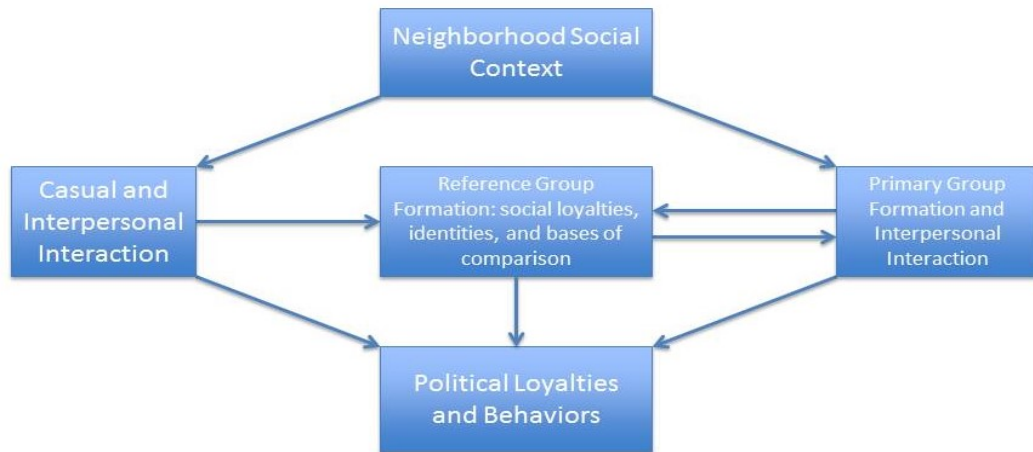 Neighborhood Social
Context
Casual and
Interpersonal
Interaction
Reference Group
Formation: social loyalties,
identities, and bases of
comparison
Primary Group
Formation and
Interpersonal
Interaction
Political Loyalties
and Behaviors